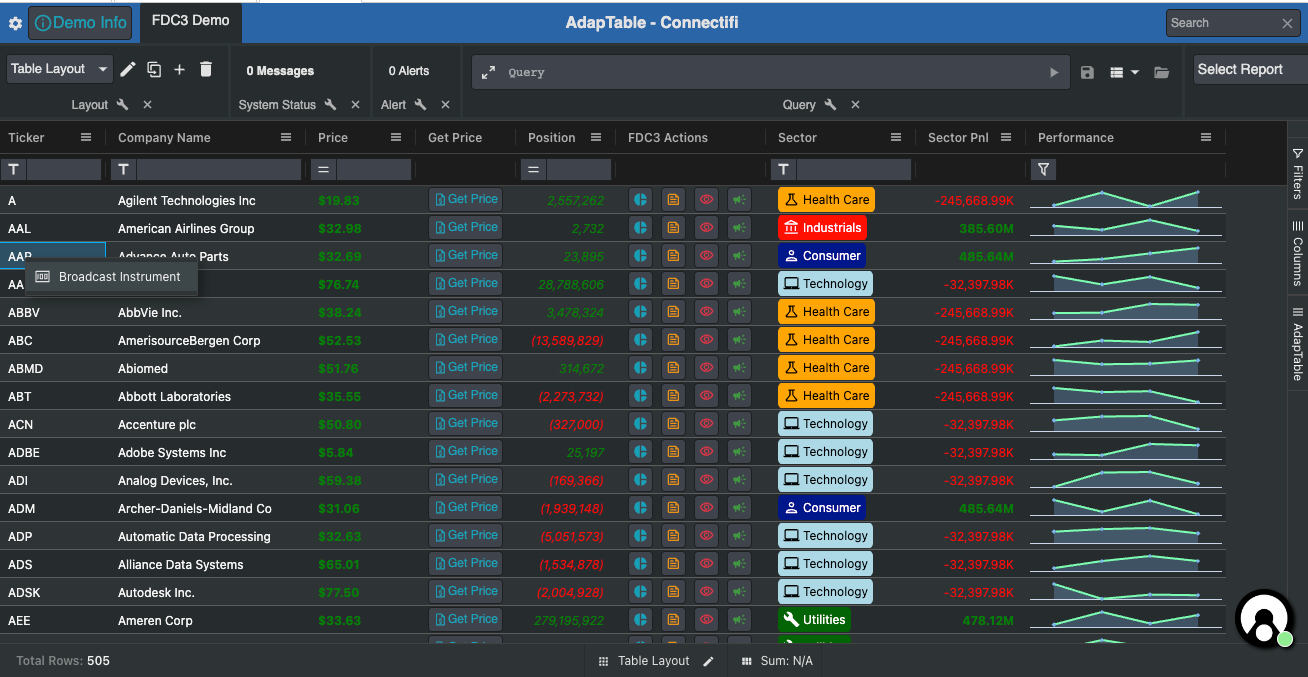 Demo Info
FDC3 Demo
AdapTable - Connectifi
Search
Table Layout
0 Messages
0 Alerts
Query
Select Report
Layout
System Status
Alert
Query
Ticker Company Name Price Get Price Position FDC3 Actions Sector Sector Pnl Performance
A Agilent Technologies Inc $19.83 Get Price 2,557,262 Health Care -245,668.99K
AAL American Airlines Group $32.98 Get Price 2,732 Industrials 385.60M
AAP Advance Auto Parts $32.69 Get Price 23,895 Consumer 485.64M
Broadcast Instrument
$76.74 Get Price 28,788,606 Technology -32,397.98K
ABBV AbbVie Inc. $38.24 Get Price 3,478,324 Health Care -245,668.99K
ABC AmerisourceBergen Corp $52.53 Get Price (13,589,829) Health Care -245,668.99K
ABMD Abiomed $51.76 Get Price 314,672 Health Care -245,668.99K
ABT Abbott Laboratories $35.55 Get Price (2,273,732) Health Care -245,668.99K
ACN Accenture plc $50.80 Get Price (327,000) Technology -32,397.98K
ADBE Adobe Systems Inc $5.84 Get Price 25,197 Technology -32,397.98K
ADI Analog Devices, Inc. $59.38 Get Price (169,366) Technology -32,397.98K
ADM Archer-Daniels-Midland Co $31.06 Get Price (1,939,148) Consumer 485.64M
ADP Automatic Data Processing $32.63 Get Price (5,051,573) Technology -32,397.98K
ADS Alliance Data Systems $65.01 Get Price (1,534,878) Technology -32,397.98K
ADSK Autodesk Inc. $77.50 Get Price (2,004,928) Technology -32,397.98K
AEE Ameren Corp $33.63 Get Price 279,195,922 Utilities 478.12M
Filters
Columns
AdapTable
Total Rows: 505
Table Layout
Sum: N/A